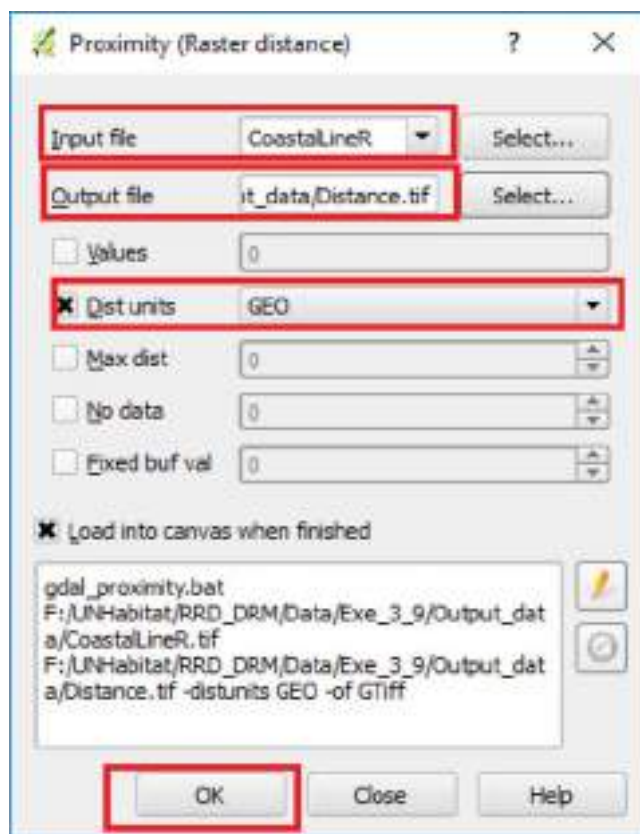 Proximity (Raster distance) ?
Input file CoastalLineR Select...
Output file it_data/Distance.tif Select...
Values 0
Dist units GEO
Max dist 0
No data 0
Fixed buf val 0
Load into canvas when finished
gdal_proximity.bat
F:/UNHabitat/RRD_DRM/Data/Exe_3_9/Output_dat
a/CoastalLineR.tif
F:/UNHabitat/RRD_DRM/Data/Exe_3_9/Output_dat
a/Distance.tif -distunits GEO -of GTiff
OK Close Help